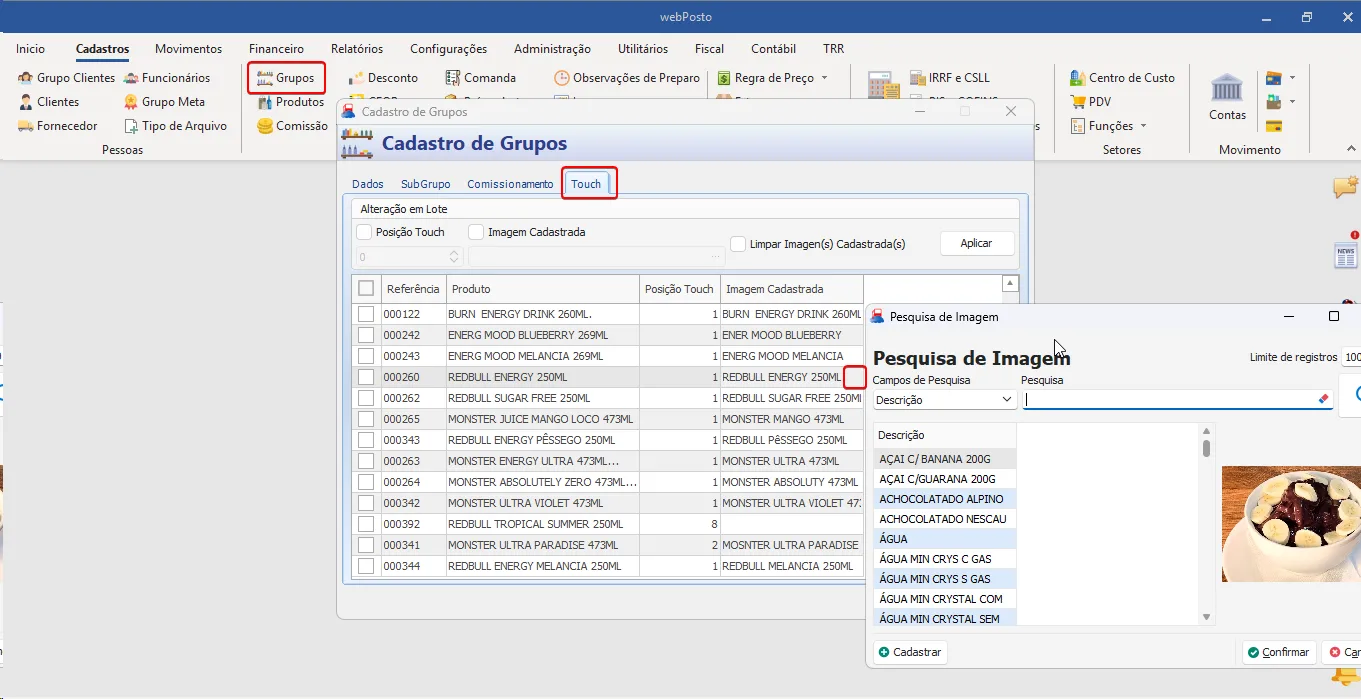 webPosto
Inicio Cadastros Movimentos Financeiro Relatórios Configurações Administração Utilitários Fiscal Contábil TRR
Grupo Clientes Funcionários Grupos Desconto Comanda Observações de Preparo Regra de Preço IRRF e CSLL Centro de Custo
Clientes Grupo Meta Produtos PDV Contas
Fornecedor Tipo de Arquivo Comissão Funções
Pessoas Setores Movimento
Cadastro de Grupos
Cadastro de Grupos
Dados SubGrupo Comissionamento Touch
Alteração em Lote
Posição Touch Imagem Cadastrada
Limpar Imagen(s) Cadastrada(s) Aplicar
0 ...
Referência Produto Posição Touch Imagem Cadastrada
000122 BURN ENERGY DRINK 260ML. 1 BURN ENERGY DRINK 260ML
000242 ENERG MOOD BLUEBERRY 269ML 1 ENER MOOD BLUEBERRY
000243 ENERG MOOD MELANCIA 269ML 1 ENERG MOOD MELANCIA
000260 REDBULL ENERGY 250ML 1 REDBULL ENERGY 250ML
000262 REDBULL SUGAR FREE 250ML 1 REDBULL SUGAR FREE 250Ml
000265 MONSTER JUICE MANGO LOCO 473ML 1 MONSTER MANGO 473ML
000343 REDBULL ENERGY PÊSSEGO 250ML 1 REDBULL PêSSEGO 250ML
000263 MONSTER ENERGY ULTRA 473ML... 1 MONSTER ULTRA 473ML
000264 MONSTER ABSOLUTELY ZERO 473ML... 1 MONSTER ABSOLUTY 473ML
000342 MONSTER ULTRA VIOLET 473ML 1 MONSTER ULTRA VIOLET 47:
000392 REDBULL TROPICAL SUMMER 250ML 8
000341 MONSTER ULTRA PARADISE 473ML 2 MOSNTER ULTRA PARADISE
000344 REDBULL ENERGY MELANCIA 250ML 1 REDBULL MELANCIA 250ML
NEWS
Pesquisa de Imagem
Pesquisa de Imagem
Limite de registros 100
Campos de Pesquisa Pesquisa
Descrição
Descrição
AÇAI C/ BANANA 200G
AÇAI C/GUARANA 200G
ACHOCOLATADO ALPINO
ACHOCOLATADO NESCAU
ÁGUA
ÁGUA MIN CRYS C GAS
ÁGUA MIN CRYS S GAS
ÁGUA MIN CRYSTAL COM
ÁGUA MIN CRYSTAL SEM
Cadastrar Confirmar